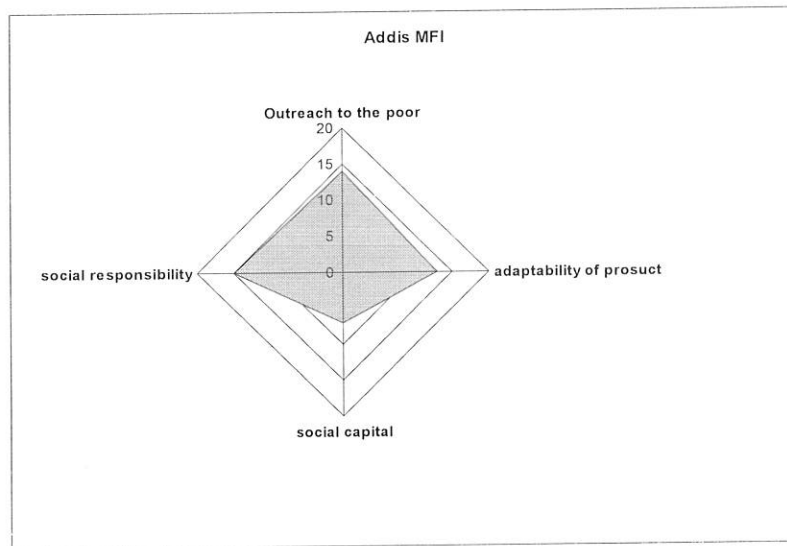 Addis MFI
Outreach to the poor
20
15
10
5
0
social responsibility
adaptability of prosuct
social capital